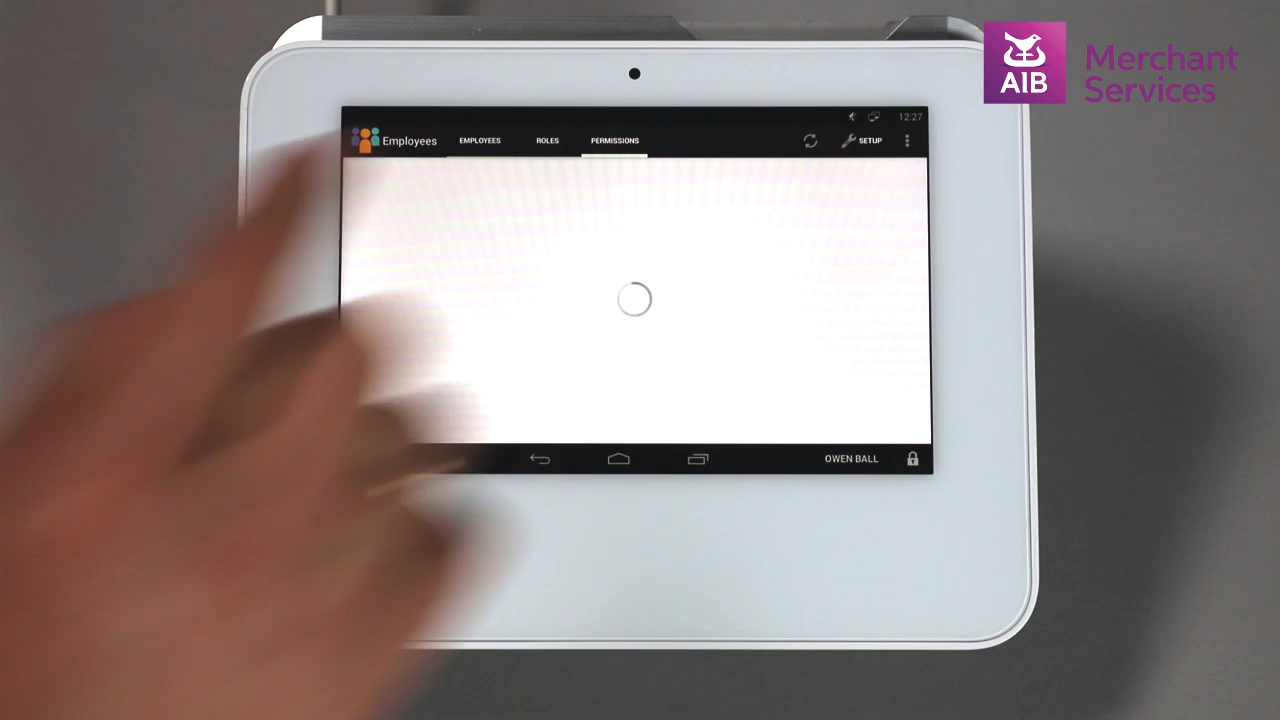 AIB
Merchant
Services
12:27
Employees EMPLOYEES ROLES PERMISSIONS SETUP
OWEN BALL